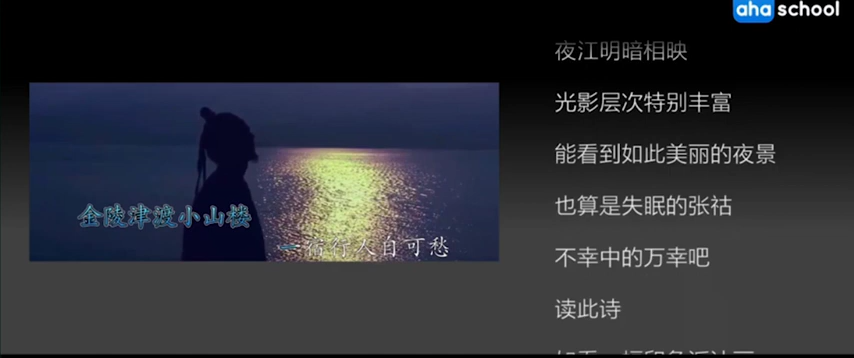 aha school
夜江明暗相映
光影层次特别丰富
能看到如此美丽的夜景
也算是失眠的张祜
不幸中的万幸吧
读此诗
金陵津渡小山楼
一宿行人自可愁